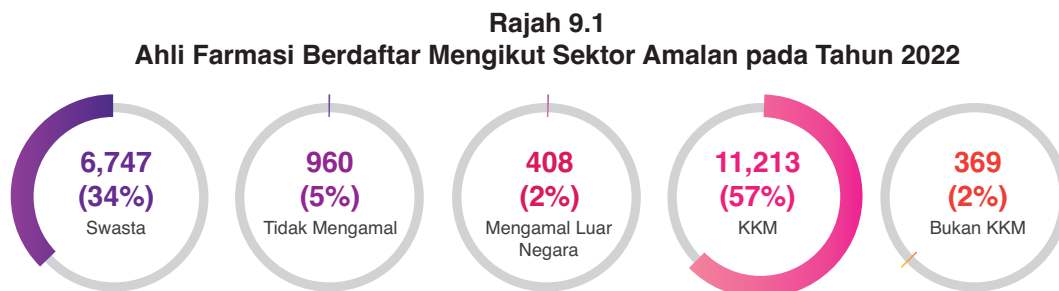 Rajah 9.1
Ahli Farmasi Berdaftar Mengikut Sektor Amalan pada Tahun 2022
6,747
(34%)
Swasta
960
(5%)
Tidak Mengamal
408
(2%)
Mengamal Luar
Negara
11,213
(57%)
KKM
369
(2%)
Bukan KKM